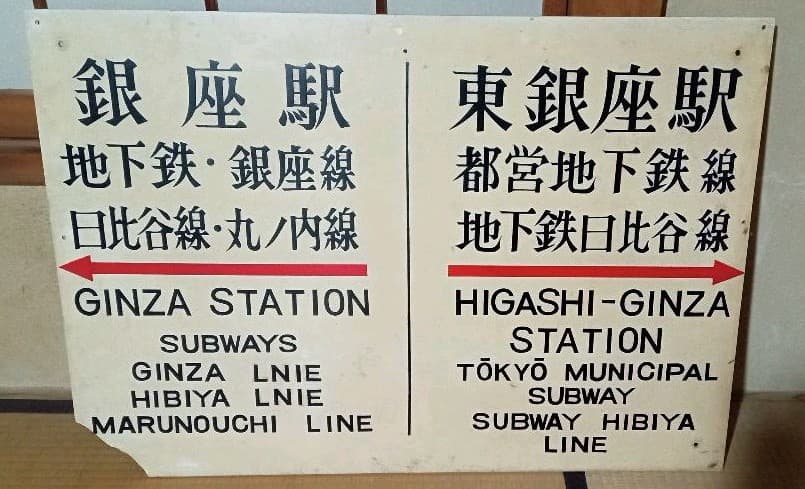 銀座駅
地下鉄・銀座線
日比谷線・丸ノ内線
GINZA STATION
SUBWAYS
GINZA LNIE
HIBIYA LNIE
MARUNOUCHI LINE
東銀座駅
都営地下鉄線
地下鉄日比谷線
HIGASHI-GINZA
STATION
TŌKYŌ MUNICIPAL
SUBWAY
SUBWAY HIBIYA
LINE